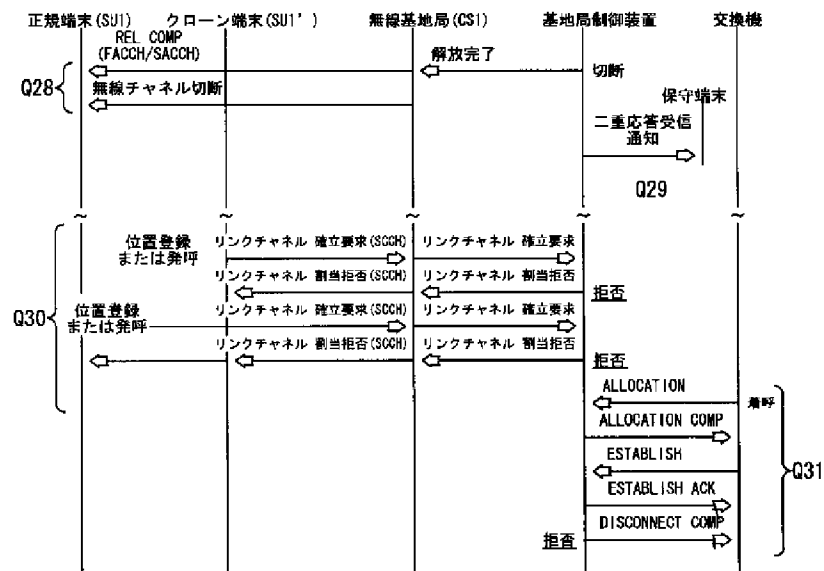 正規端末(SU1) クローン端末(SU1') 無線基地局(CS1) 基地局制御装置 交換機
REL COMP
(FACCH/SACCH)
解放完了
切断
Q28
無線チャネル切断
保守端末
二重応答受信
通知
Q29
位置登録
または発呼
リンクチャネル 確立要求(SCCH)
リンクチャネル 確立要求
リンクチャネル 割当拒否(SCCH)
リンクチャネル 割当拒否
拒否
Q30
位置登録
または発呼
リンクチャネル 確立要求(SCCH)
リンクチャネル 確立要求
リンクチャネル 割当拒否(SCCH)
リンクチャネル 割当拒否
拒否
ALLOCATION
着呼
ALLOCATION COMP
ESTABLISH
Q31
ESTABLISH ACK
DISCONNECT COMP
拒否